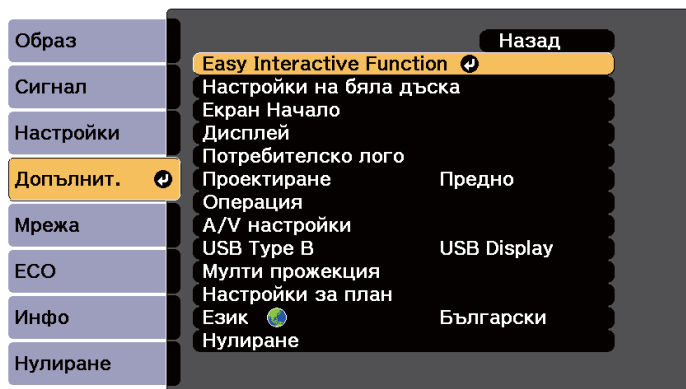 Образ
Сигнал
Настройки
Допълнит.
Мрежа
ECO
Инфо
Нулиране
Назад
Easy Interactive Function
Настройки на бяла дъска
Екран Начало
Дисплей
Потребителско лого
Проектиране Предно
Операция
A/V настройки
USB Type B USB Display
Мулти прожекция
Настройки за план
Език Български
Нулиране